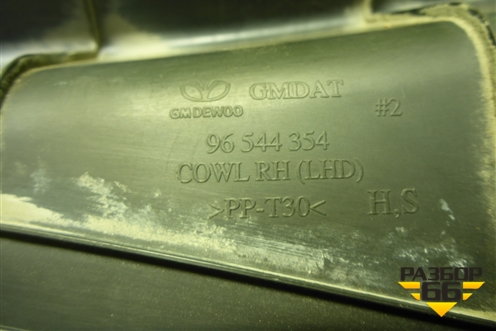 GM DEWOO GMDAT #2
96 544 354
COWL RH (LHD)
>PP-T30< H,S
РАЗБОР
66